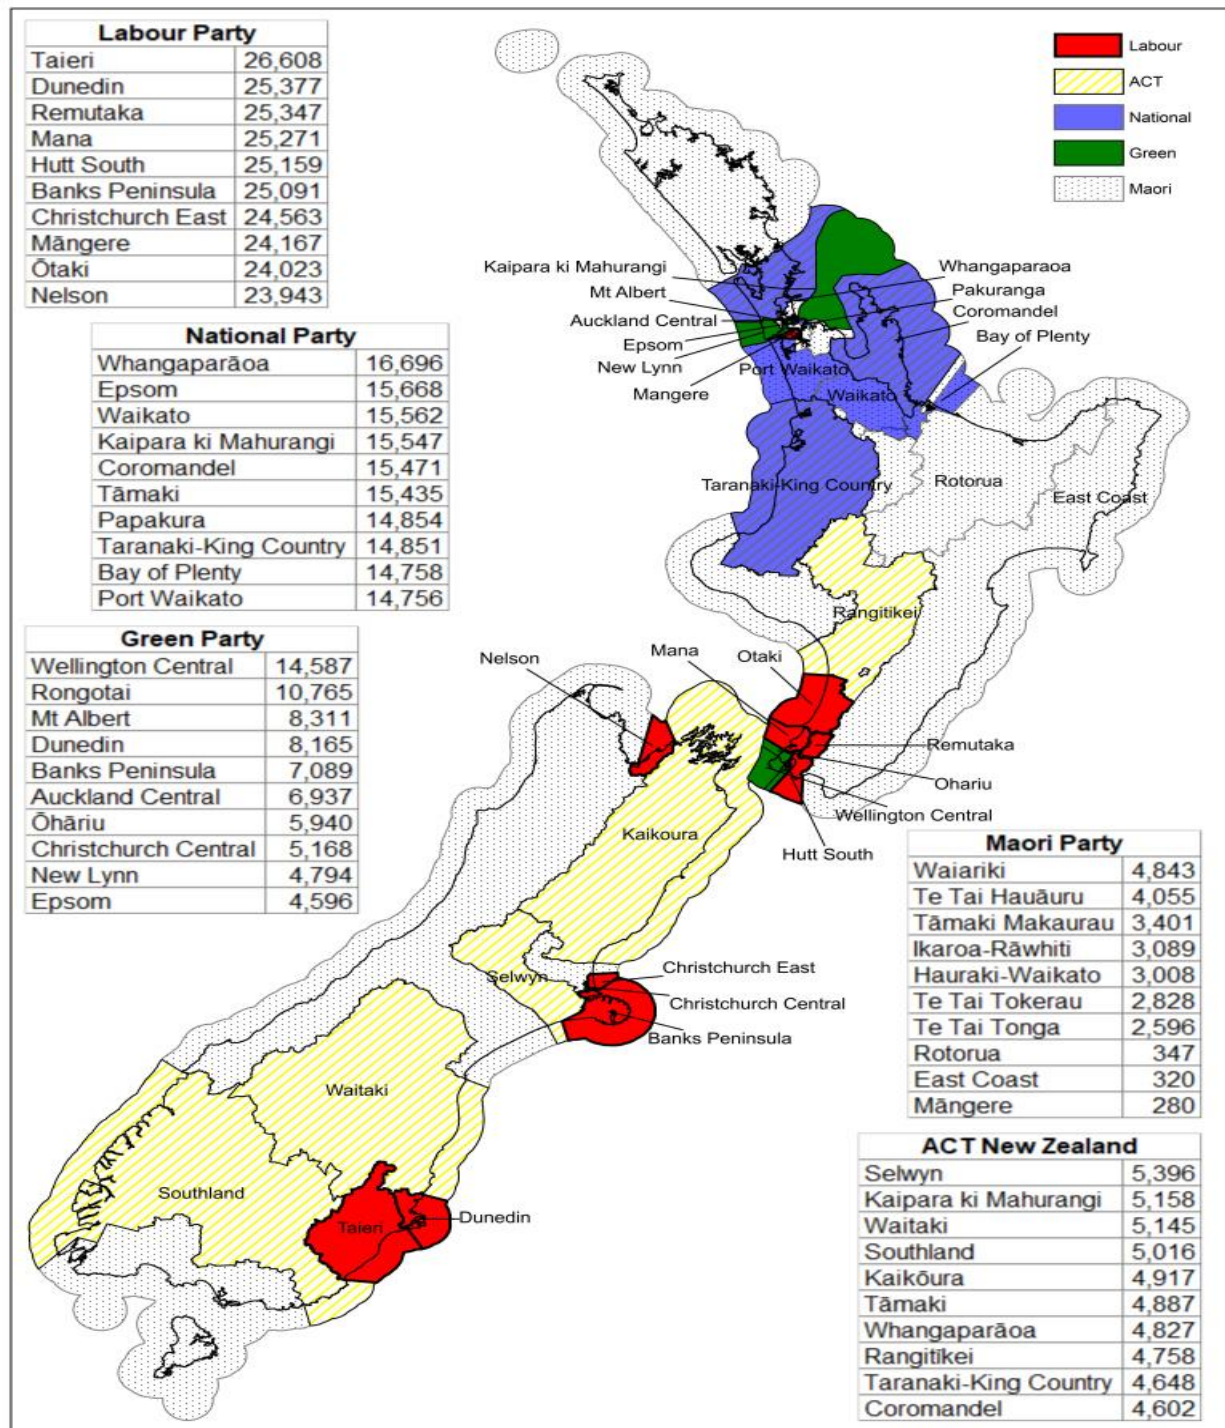 Labour Party
Taieri 26,608
Dunedin 25,377
Remutaka 25,347
Mana 25,271
Hutt South 25,159
Banks Peninsula 25,091
Christchurch East 24,563
Māngere 24,167
Ōtaki 24,023
Nelson 23,943
National Party
Whangaparāoa 16,696
Epsom 15,668
Waikato 15,562
Kaipara ki Mahurangi 15,547
Coromandel 15,471
Tāmaki 15,435
Papakura 14,854
Taranaki-King Country 14,851
Bay of Plenty 14,758
Port Waikato 14,756
Green Party
Wellington Central 14,587
Rongotai 10,765
Mt Albert 8,311
Dunedin 8,165
Banks Peninsula 7,089
Auckland Central 6,937
Ōhāriu 5,940
Christchurch Central 5,168
New Lynn 4,794
Epsom 4,596
Labour
ACT
National
Green
Maori
Kaipara ki Mahurangi
Mt Albert
Auckland Central
Epsom
New Lynn
Mangere
Whangaparaoa
Pakuranga
Coromandel
Bay of Plenty
Port Waikato
Waikato
Taranaki-King Country
Rotorua
East Coast
Rangitikei
Nelson
Mana
Otaki
Remutaka
Ohariu
Wellington Central
Hutt South
Kaikoura
Selwyn
Christchurch East
Christchurch Central
Banks Peninsula
Waitaki
Southland
Taieri
Dunedin
Maori Party
Waiariki 4,843
Te Tai Hauāuru 4,055
Tāmaki Makaurau 3,401
Ikaroa-Rāwhiti 3,089
Hauraki-Waikato 3,008
Te Tai Tokerau 2,828
Te Tai Tonga 2,596
Rotorua 347
East Coast 320
Māngere 280
ACT New Zealand
Selwyn 5,396
Kaipara ki Mahurangi 5,158
Waitaki 5,145
Southland 5,016
Kaikōura 4,917
Tāmaki 4,887
Whangaparāoa 4,827
Rangitīkei 4,758
Taranaki-King Country 4,648
Coromandel 4,602